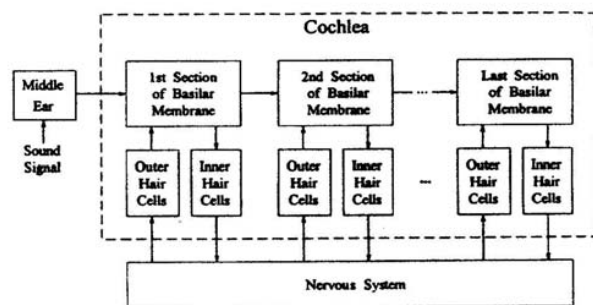 Cochlea
Middle
Ear
Sound
Signal
1st Section
of Basilar
Membrane
2nd Section
of Basilar
Membrane
...
Last Section
of Basilar
Membrane
Outer
Hair
Cells
Inner
Hair
Cells
Outer
Hair
Cells
Inner
Hair
Cells
...
Outer
Hair
Cells
Inner
Hair
Cells
Nervous System